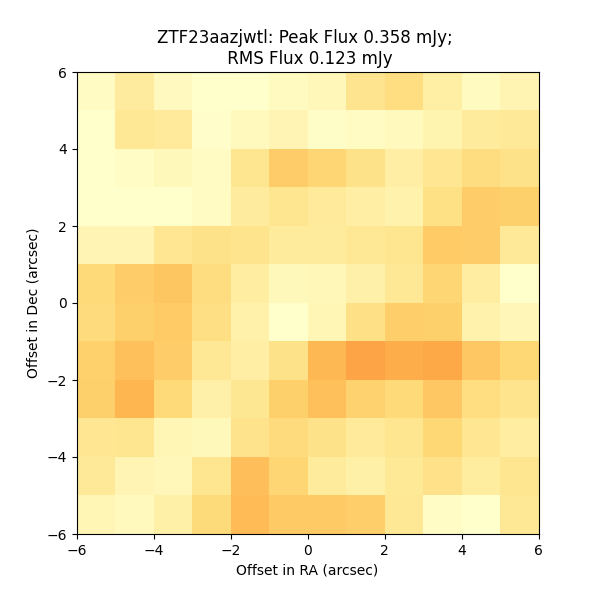 ZTF23aazjwtl: Peak Flux 0.358 mJy;
RMS Flux 0.123 mJy
6
4
2
0
−2
−4
−6
Offset in Dec (arcsec)
−6 −4 −2 0 2 4 6
Offset in RA (arcsec)